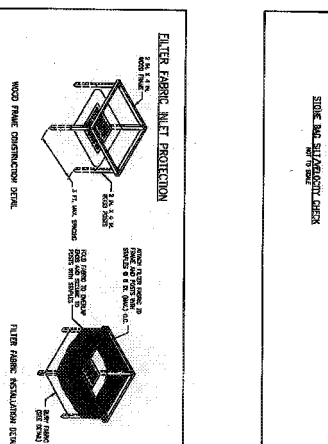 STONE BAG SILT/VELOCITY CHECK
NOT TO SCALE
FILTER FABRIC INLET PROTECTION
2 IN. X 4 IN.
WOOD FRAME
2 IN. X 4 IN.
WOOD POSTS
3 FT. MAX. SPACING
WOOD FRAME CONSTRUCTION DETAIL
ATTACH FILTER FABRIC TO
FRAME AND POSTS WITH
STAPLES @ 8 IN. (MAX.) O.C.
FOLD FABRIC TO OVERLAP
ENDS AND SECURE TO
POSTS WITH STAPLES
BURY FABRIC
(SEE DETAIL)
FILTER FABRIC INSTALLATION DETA